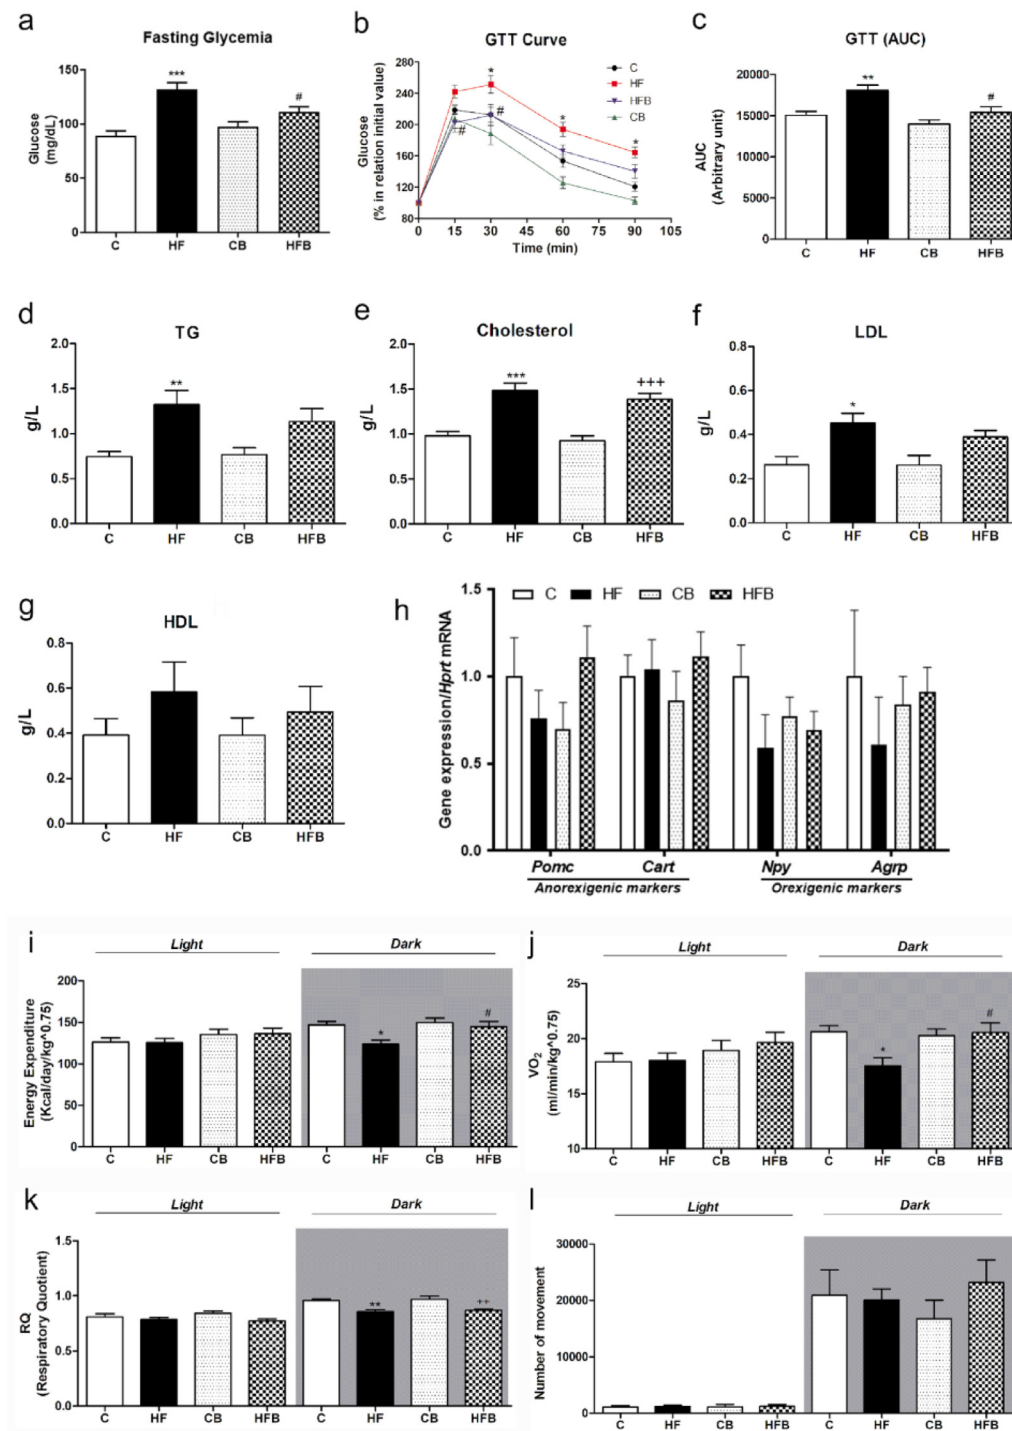 a
Fasting Glycemia
Glucose
(mg/dL)
150
100
50
0
***
#
C HF CB HFB
b
GTT Curve
Glucose
(% in relation initial value)
280
240
200
160
120
80
*
#
#
*
*
C
HF
HFB
CB
0 15 30 45 60 75 90 105
Time (min)
c
GTT (AUC)
AUC
(Arbitrary unit)
20000
15000
10000
5000
0
**
#
C HF CB HFB
d
TG
g/L
2.0
1.5
1.0
0.5
0.0
**
C HF CB HFB
e
Cholesterol
g/L
2.0
1.5
1.0
0.5
0.0
***
+++
C HF CB HFB
f
LDL
g/L
0.8
0.6
0.4
0.2
0.0
*
C HF CB HFB
g
HDL
g/L
0.8
0.6
0.4
0.2
0.0
C HF CB HFB
h
C HF CB HFB
Gene expression/Hprt mRNA
1.5
1.0
0.5
0.0
Pomc Cart Npy Agrp
Anorexigenic markers Orexigenic markers
i
Light Dark
Energy Expenditure
(Kcal/day/kg^0.75)
200
150
100
50
0
*
#
C HF CB HFB C HF CB HFB
j
Light Dark
VO2
(ml/min/kg^0.75)
25
20
15
10
*
#
C HF CB HFB C HF CB HFB
k
Light Dark
RQ
(Respiratory Quotient)
1.5
1.0
0.5
0.0
**
++
C HF CB HFB C HF CB HFB
l
Light Dark
Number of movement
30000
20000
10000
0
C HF CB HFB C HF CB HFB